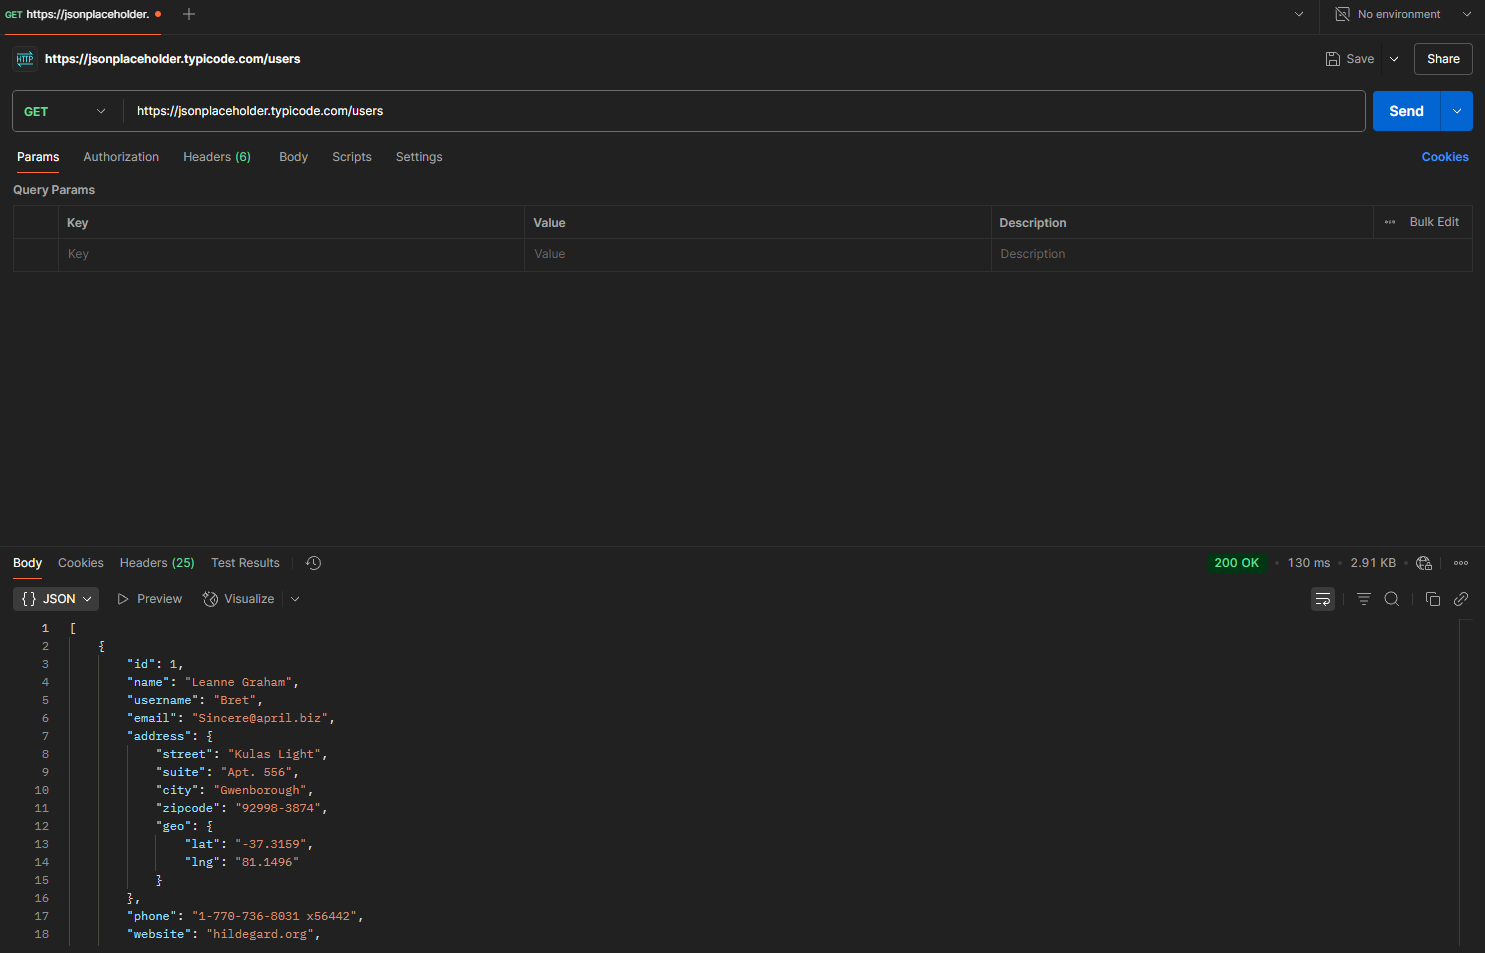 GET https://jsonplaceholder. No environment
HTTP https://jsonplaceholder.typicode.com/users Save Share
GET https://jsonplaceholder.typicode.com/users Send
Params Authorization Headers (6) Body Scripts Settings Cookies
Query Params
Key Value Description Bulk Edit
Key Value Description
Body Cookies Headers (25) Test Results 200 OK • 130 ms • 2.91 KB •
{} JSON Preview Visualize
1 [
2 {
3 "id": 1,
4 "name": "Leanne Graham",
5 "username": "Bret",
6 "email": "Sincere@april.biz",
7 "address": {
8 "street": "Kulas Light",
9 "suite": "Apt. 556",
10 "city": "Gwenborough",
11 "zipcode": "92998-3874",
12 "geo": {
13 "lat": "-37.3159",
14 "lng": "81.1496"
15 }
16 },
17 "phone": "1-770-736-8031 x56442",
18 "website": "hildegard.org",